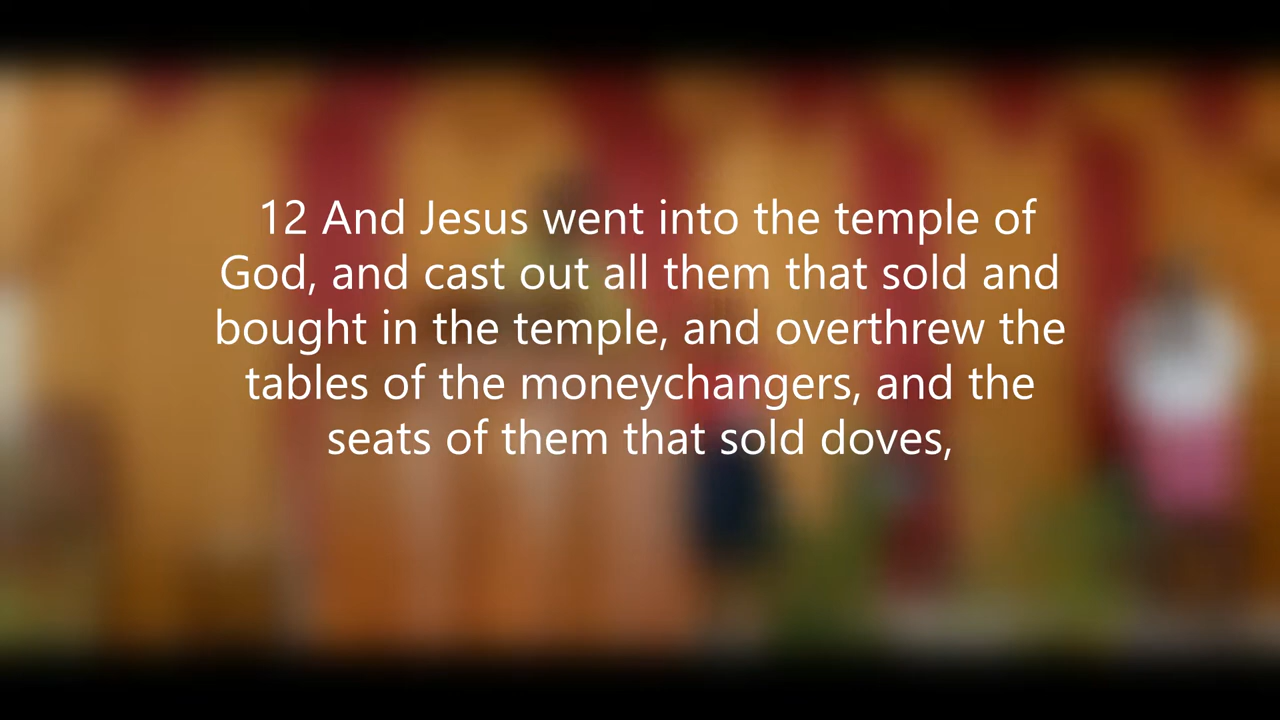 12 And Jesus went into the temple of
God, and cast out all them that sold and
bought in the temple, and overthrew the
tables of the moneychangers, and the
seats of them that sold doves,